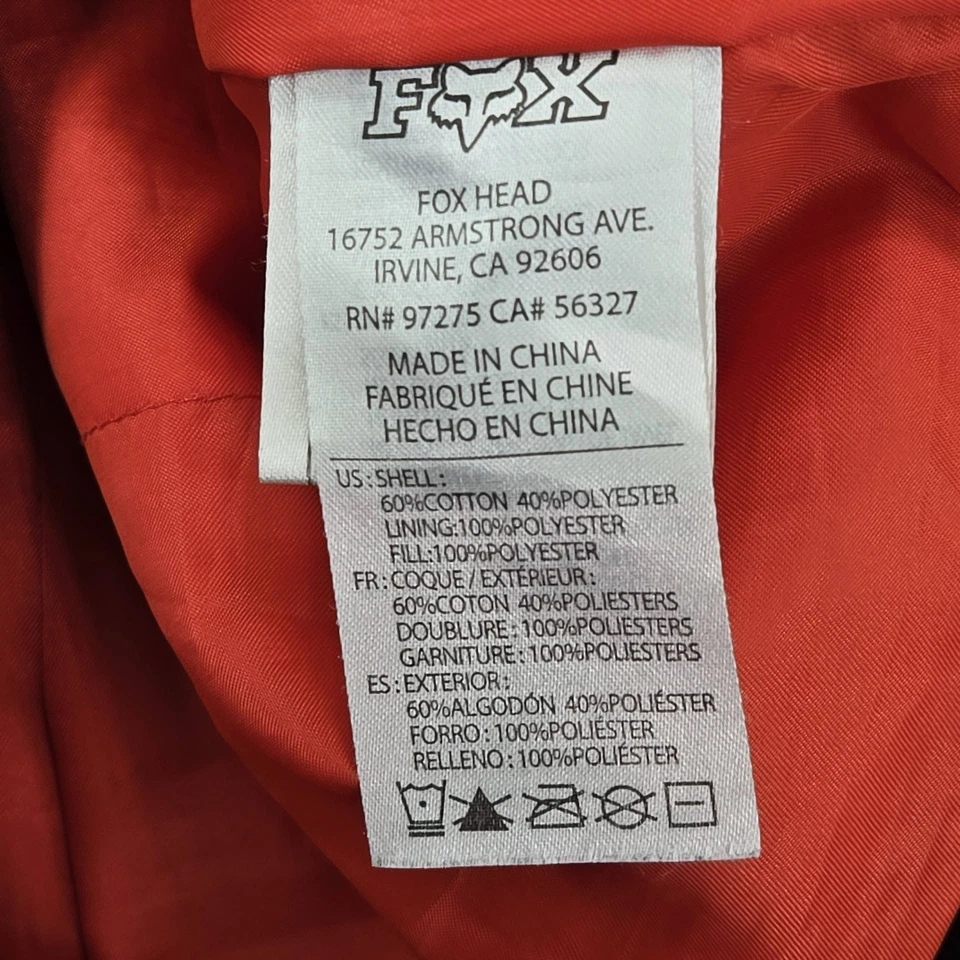 FOX
FOX HEAD
16752 ARMSTRONG AVE.
IRVINE, CA 92606
RN# 97275 CA# 56327
MADE IN CHINA
FABRIQUÉ EN CHINE
HECHO EN CHINA
US:SHELL:
60%COTTON 40%POLYESTER
LINING:100%POLYESTER
FILL:100%POLYESTER
FR:COQUE/EXTÉRIEUR:
60%COTON 40%POLIESTERS
DOUBLURE:100%POLIESTERS
GARNITURE:100%POLIESTERS
ES:EXTERIOR:
60%ALGODÓN 40%POLIÉSTER
FORRO:100%POLIÉSTER
RELLENO:100%POLIÉSTER